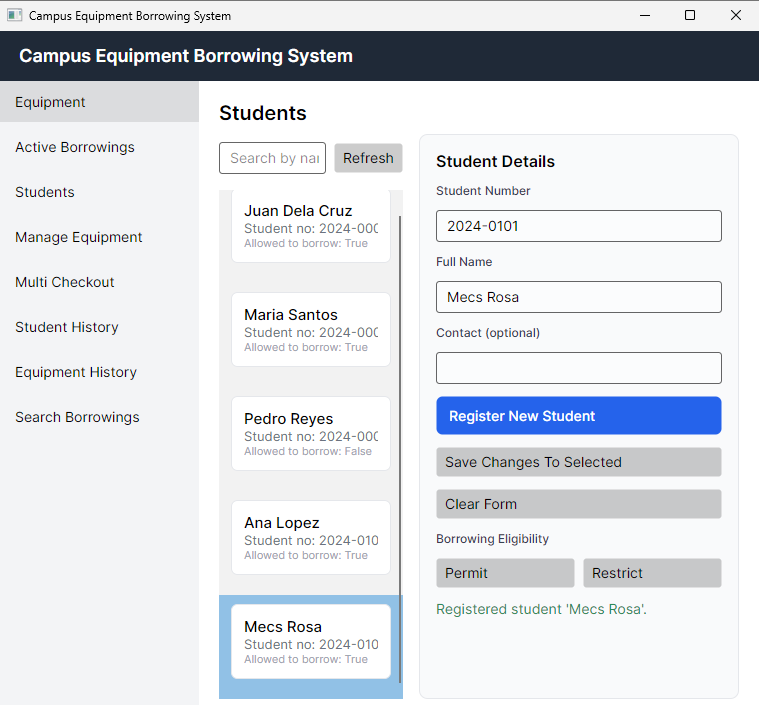 Campus Equipment Borrowing System
Campus Equipment Borrowing System
Equipment
Active Borrowings
Students
Manage Equipment
Multi Checkout
Student History
Equipment History
Search Borrowings
Students
Search by nar
Refresh
Juan Dela Cruz
Student no: 2024-000
Allowed to borrow: True
Maria Santos
Student no: 2024-000
Allowed to borrow: True
Pedro Reyes
Student no: 2024-000
Allowed to borrow: False
Ana Lopez
Student no: 2024-010
Allowed to borrow: True
Mecs Rosa
Student no: 2024-010
Allowed to borrow: True
Student Details
Student Number
2024-0101
Full Name
Mecs Rosa
Contact (optional)
Register New Student
Save Changes To Selected
Clear Form
Borrowing Eligibility
Permit
Restrict
Registered student 'Mecs Rosa'.